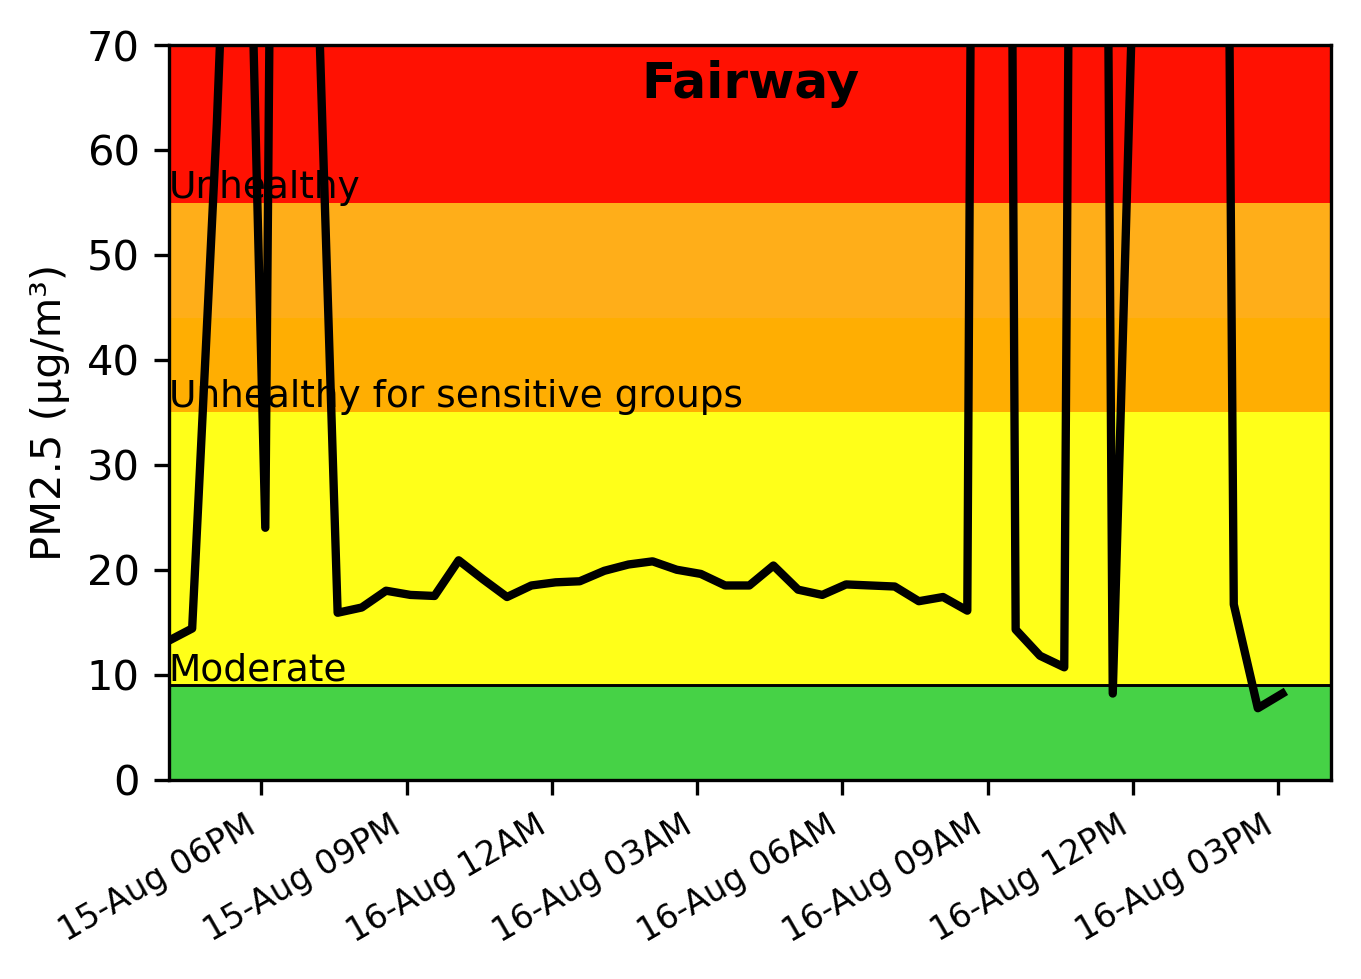 Fairway
PM2.5 (µg/m³)
70
60
50
40
30
20
10
0
Unhealthy
Unhealthy for sensitive groups
Moderate
15-Aug 06PM
15-Aug 09PM
16-Aug 12AM
16-Aug 03AM
16-Aug 06AM
16-Aug 09AM
16-Aug 12PM
16-Aug 03PM